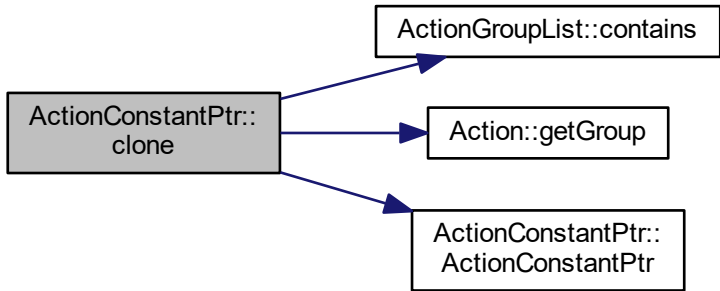 ActionConstantPtr::
clone
ActionGroupList::contains
Action::getGroup
ActionConstantPtr::
ActionConstantPtr